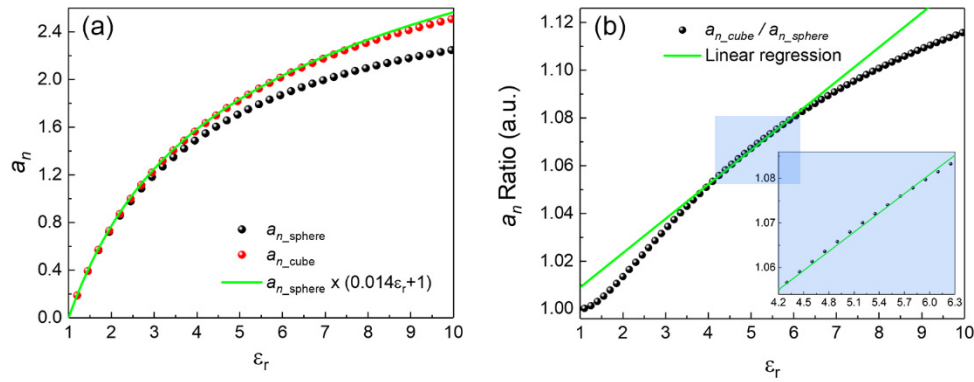 (a)
2.4
1.8
1.2
0.6
0.0
a_n
a_n_sphere
a_n_cube
a_n_sphere x (0.014ε_r+1)
1 2 3 4 5 6 7 8 9 10
ε_r
(b)
1.12
1.10
1.08
1.06
1.04
1.02
1.00
a_n Ratio (a.u.)
a_n_cube / a_n_sphere
Linear regression
1.08
1.07
1.06
4.2 4.5 4.8 5.1 5.4 5.7 6.0 6.3
1 2 3 4 5 6 7 8 9 10
ε_r